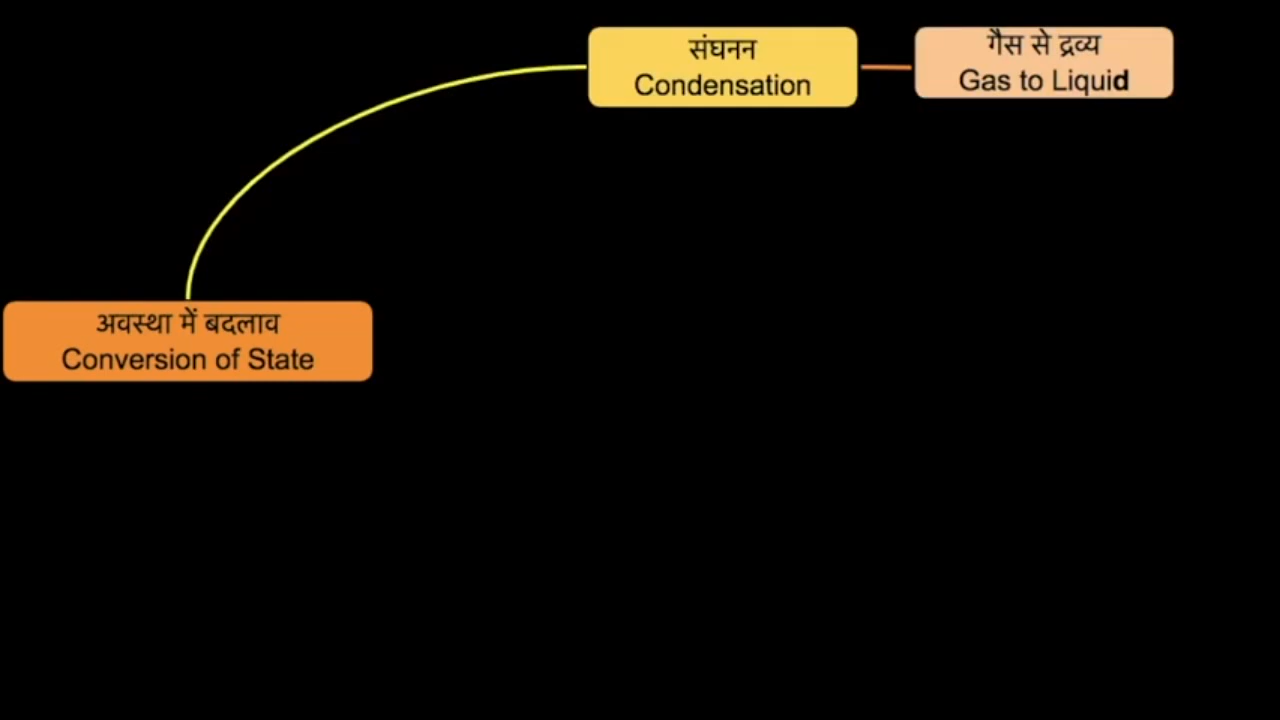 संघनन
Condensation
गैस से द्रव्य
Gas to Liquid
अवस्था में बदलाव
Conversion of State